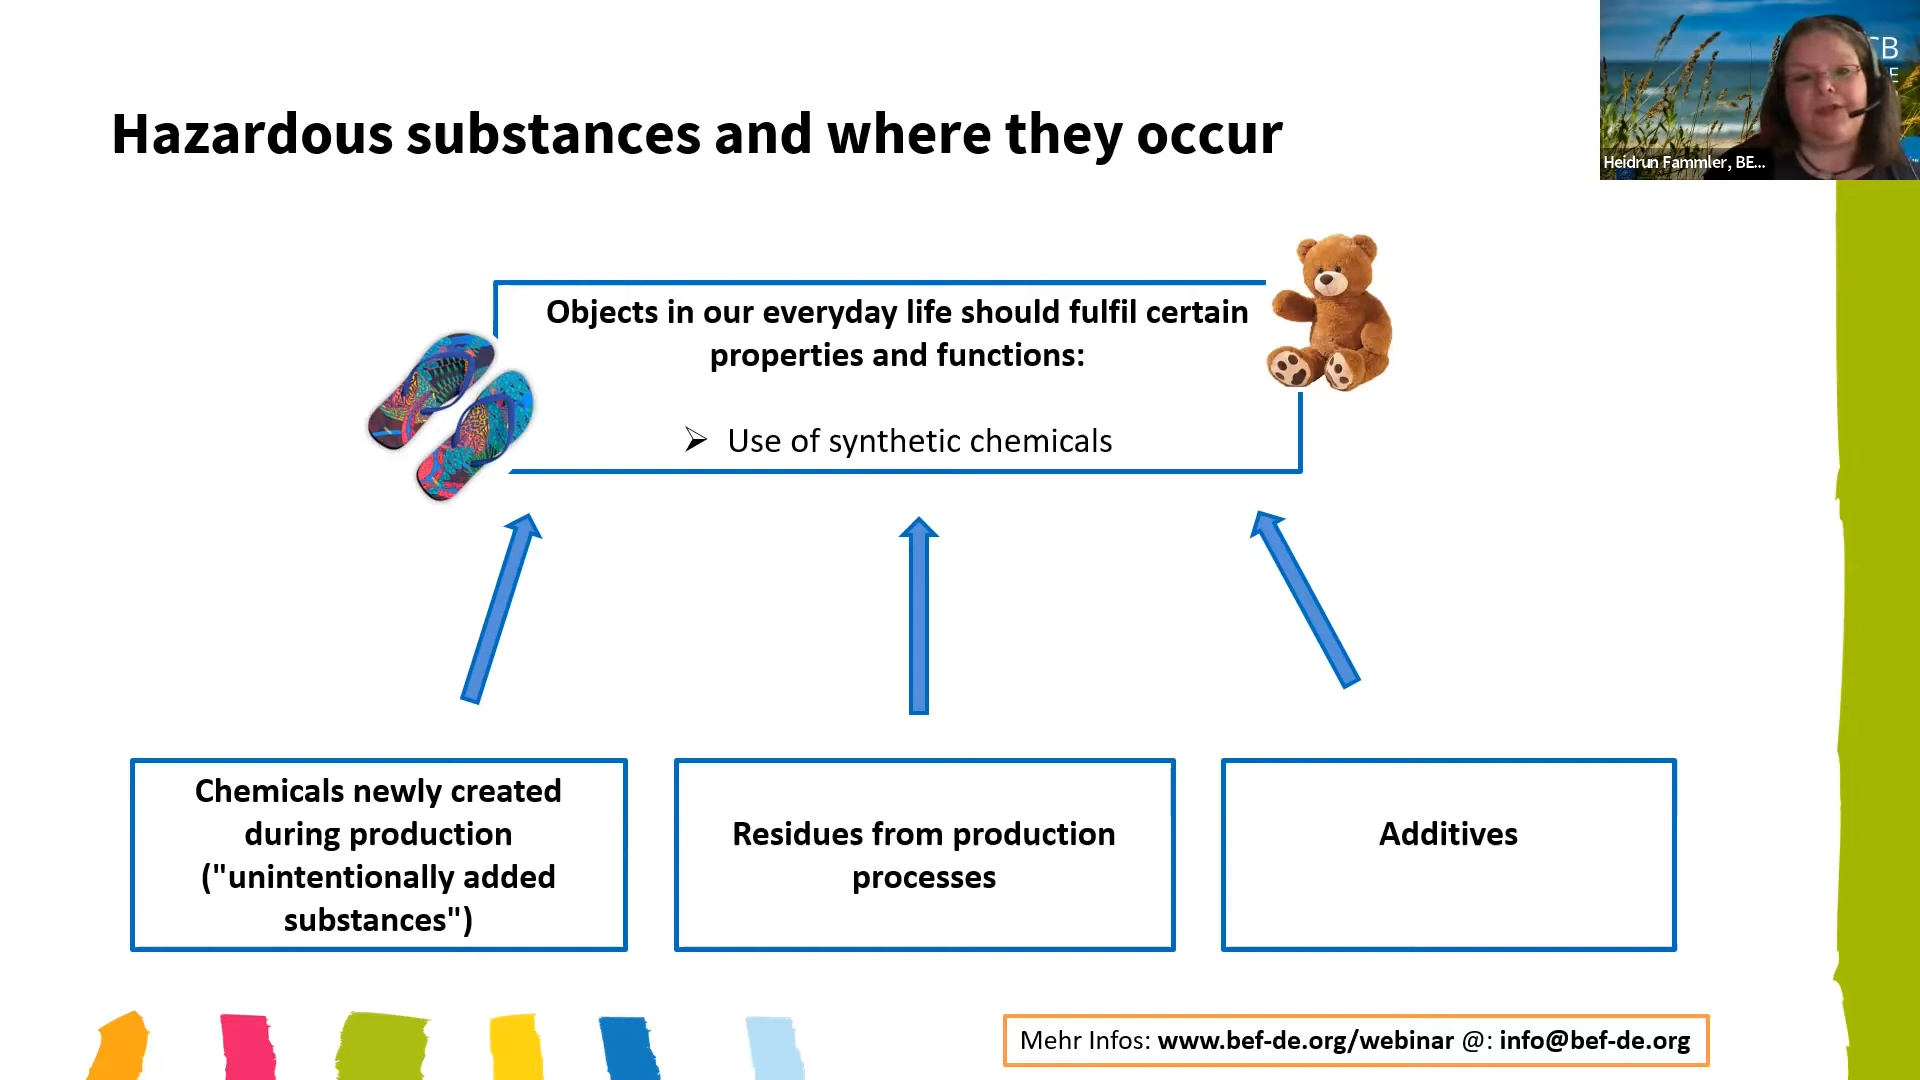 Hazardous substances and where they occur
Heidrun Fammler, BE...
Objects in our everyday life should fulfil certain
properties and functions:
➢ Use of synthetic chemicals
Chemicals newly created
during production
("unintentionally added
substances")
Residues from production
processes
Additives
Mehr Infos: www.bef-de.org/webinar @: info@bef-de.org